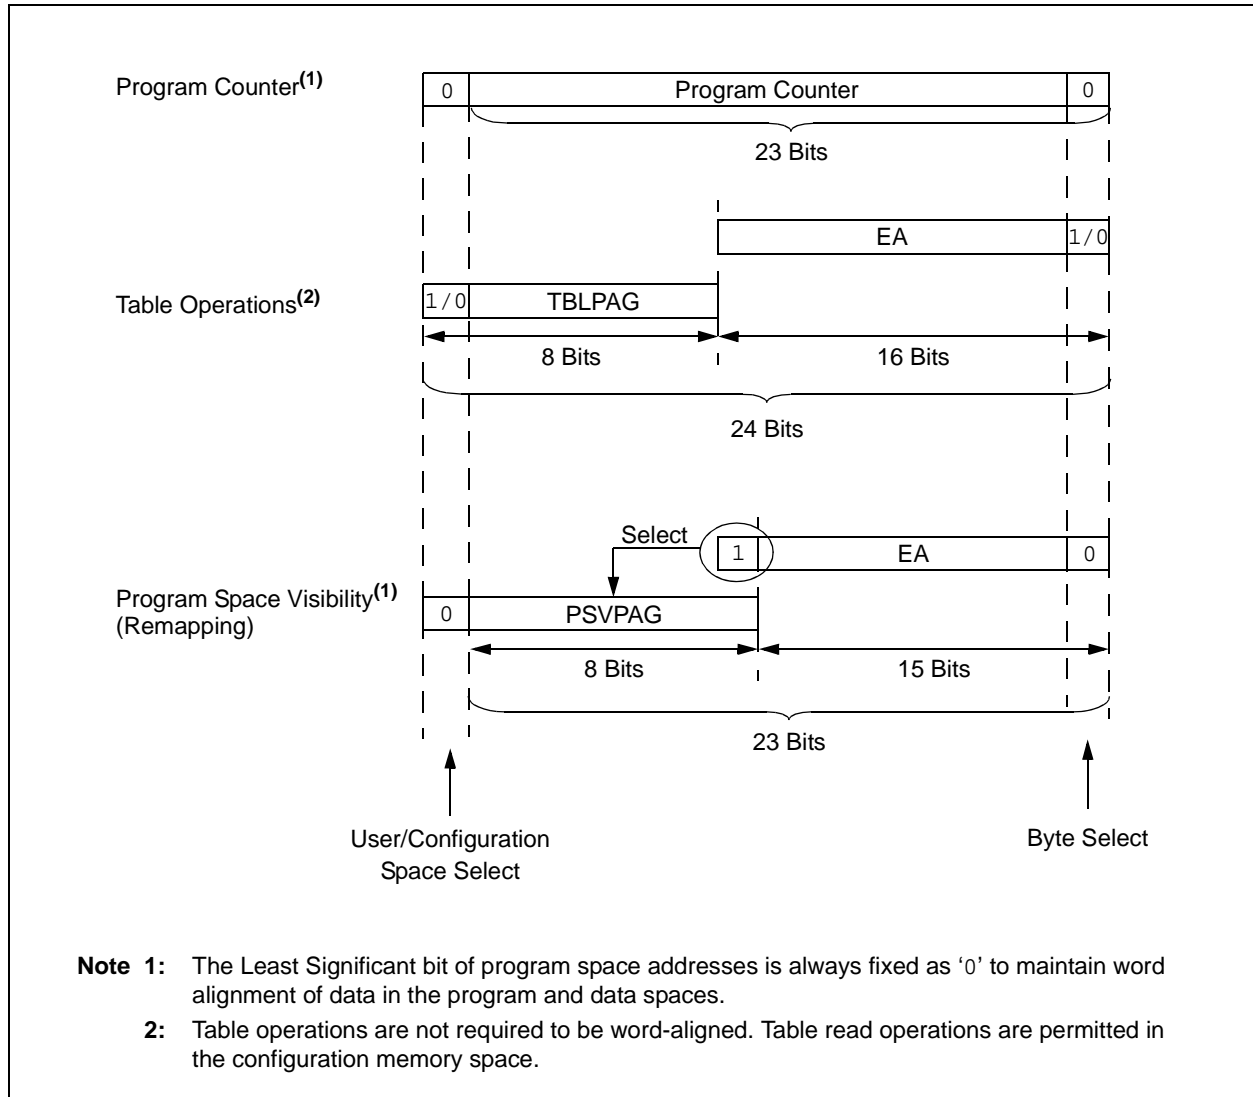 Program Counter(1)
0
Program Counter
0
23 Bits
EA
1/0
Table Operations(2)
1/0
TBLPAG
8 Bits
16 Bits
24 Bits
Select
1
EA
0
Program Space Visibility(1)
(Remapping)
0
PSVPAG
8 Bits
15 Bits
23 Bits
User/Configuration
Space Select
Byte Select
Note 1: The Least Significant bit of program space addresses is always fixed as ‘0’ to maintain word
alignment of data in the program and data spaces.
2: Table operations are not required to be word-aligned. Table read operations are permitted in
the configuration memory space.